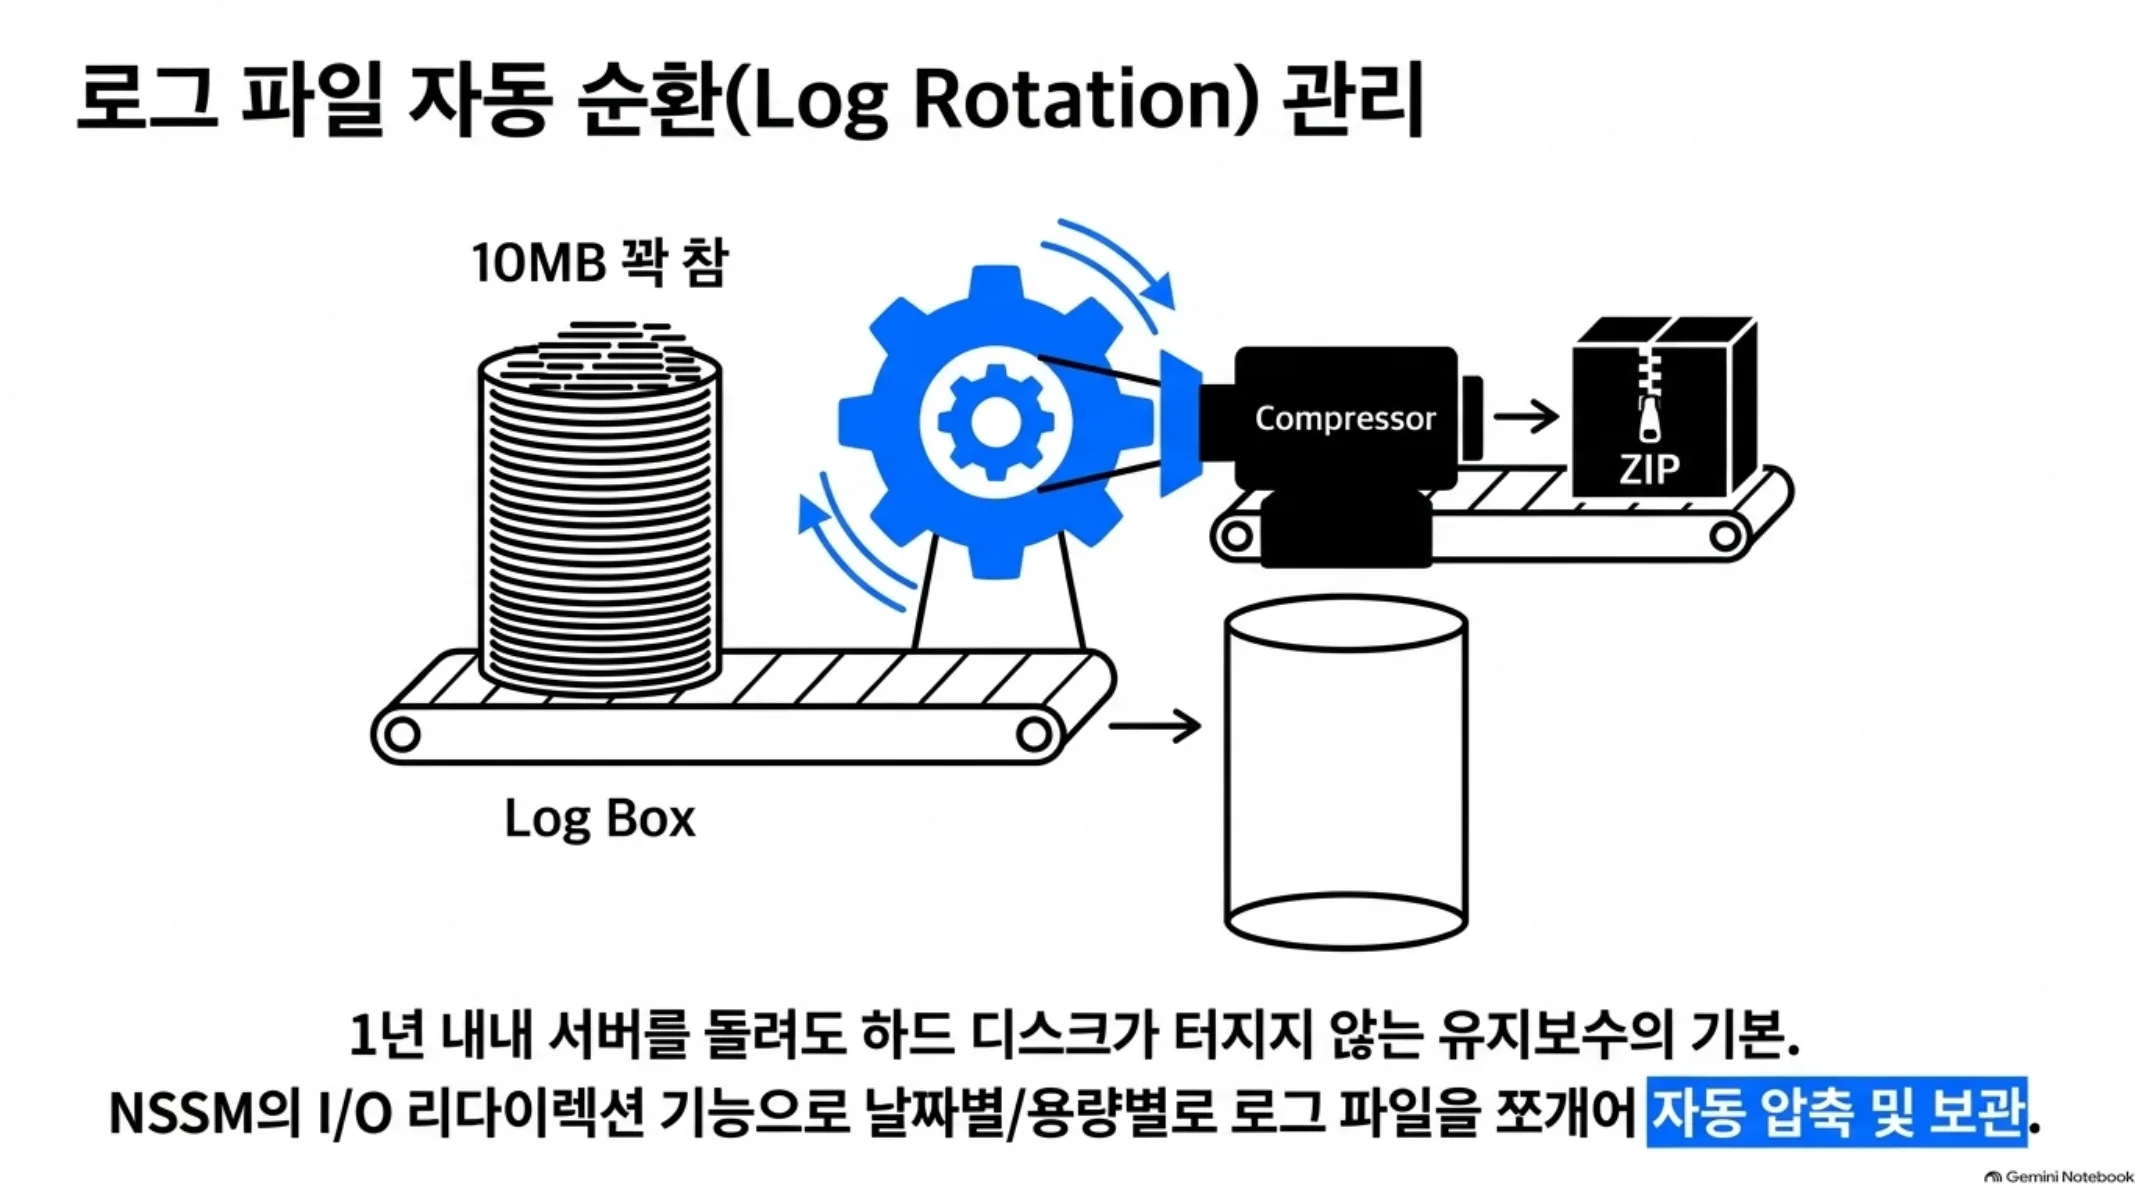 로그 파일 자동 순환(Log Rotation) 관리
10MB 꽉 참
Compressor
ZIP
Log Box
1년 내내 서버를 돌려도 하드 디스크가 터지지 않는 유지보수의 기본.
NSSM의 I/O 리다이렉션 기능으로 날짜별/용량별로 로그 파일을 쪼개어 자동 압축 및 보관.
Gemini Notebook